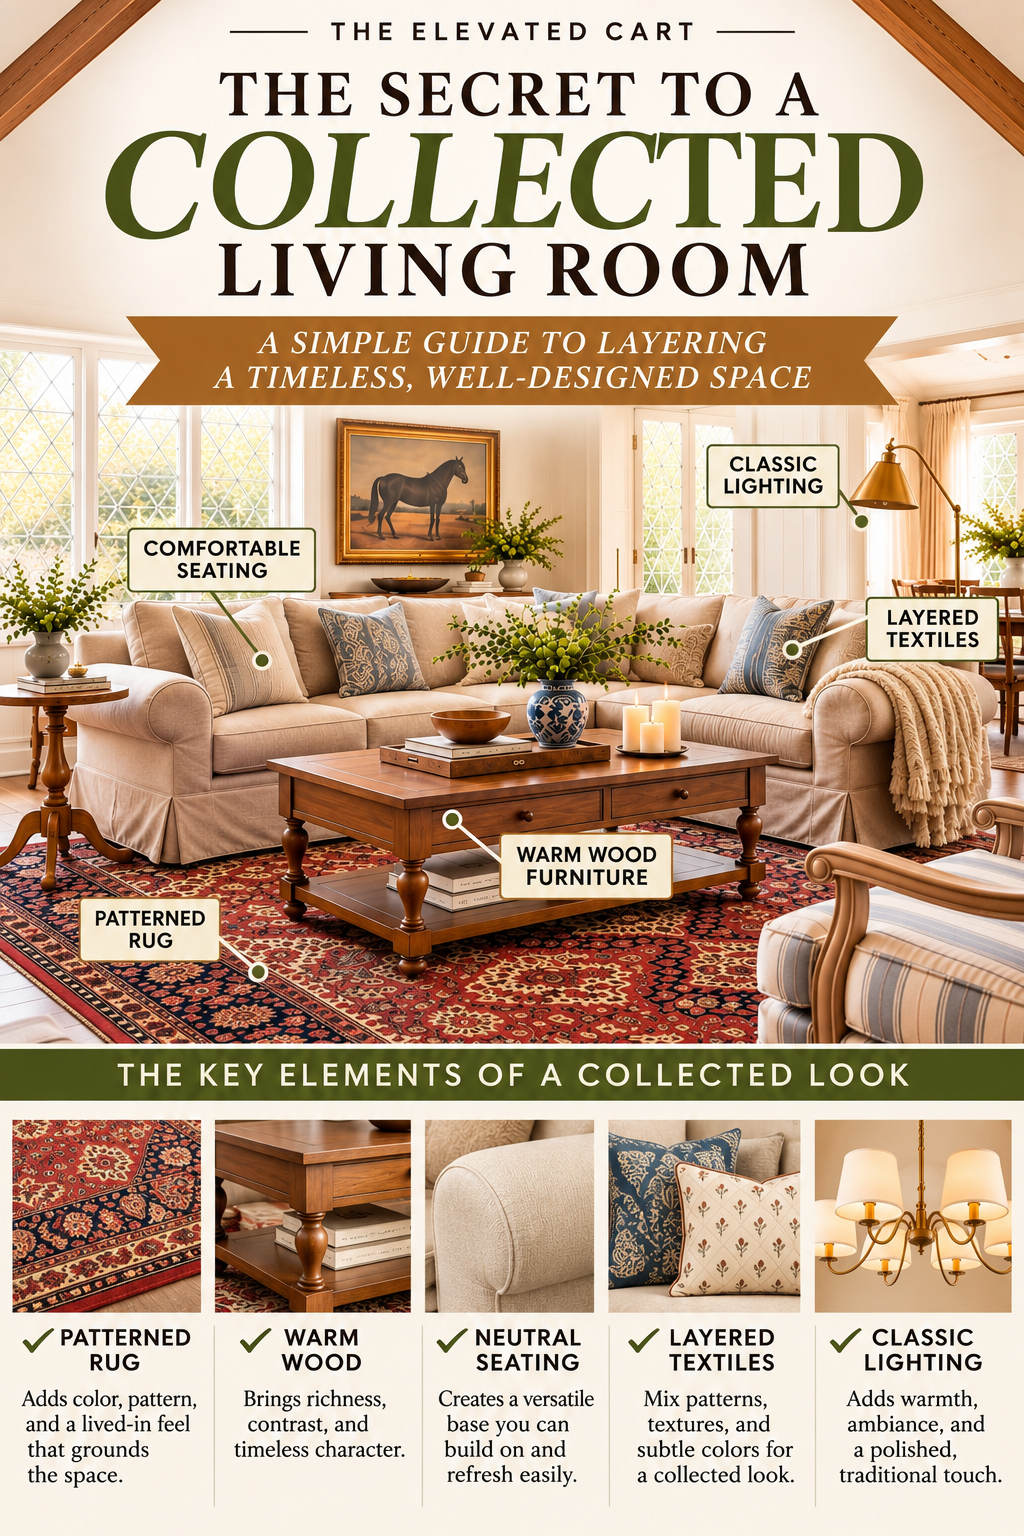 THE ELEVATED CART
THE SECRET TO A
COLLECTED
LIVING ROOM
A SIMPLE GUIDE TO LAYERING
A TIMELESS, WELL-DESIGNED SPACE
CLASSIC
LIGHTING
COMFORTABLE
SEATING
LAYERED
TEXTILES
WARM WOOD
FURNITURE
PATTERNED
RUG
THE KEY ELEMENTS OF A COLLECTED LOOK
PATTERNED
RUG
Adds color, pattern,
and a lived-in feel
that grounds
the space.
WARM
WOOD
Brings richness,
contrast, and
timeless character.
NEUTRAL
SEATING
Creates a versatile
base you can
build on and
refresh easily.
LAYERED
TEXTILES
Mix patterns,
textures, and
subtle colors for
a collected look.
CLASSIC
LIGHTING
Adds warmth,
ambiance, and
a polished,
traditional touch.